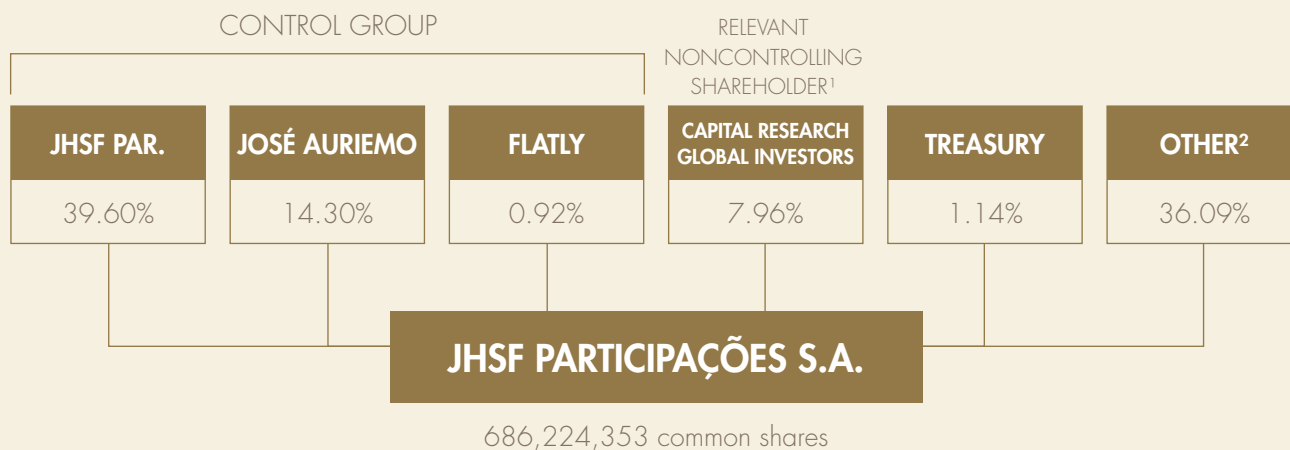 CONTROL GROUP
RELEVANT
NONCONTROLLING
SHAREHOLDER¹
JHSF PAR.
JOSÉ AURIEMO
FLATLY
CAPITAL RESEARCH
GLOBAL INVESTORS
TREASURY
OTHER²
39.60%
14.30%
0.92%
7.96%
1.14%
36.09%
JHSF PARTICIPAÇÕES S.A.
686,224,353 common shares